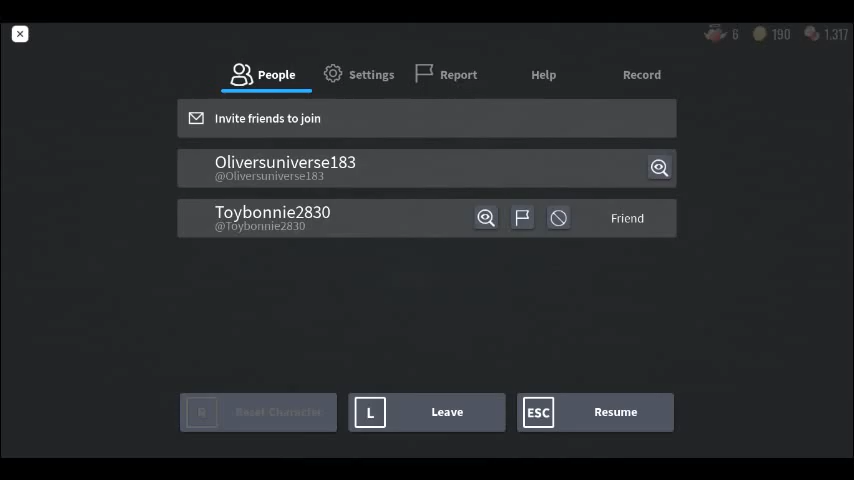 6 190 1,317
People Settings Report Help Record
Invite friends to join
Oliversuniverse183
@Oliversuniverse183
Toybonnie2830
@Toybonnie2830
Friend
R Reset Character L Leave ESC Resume